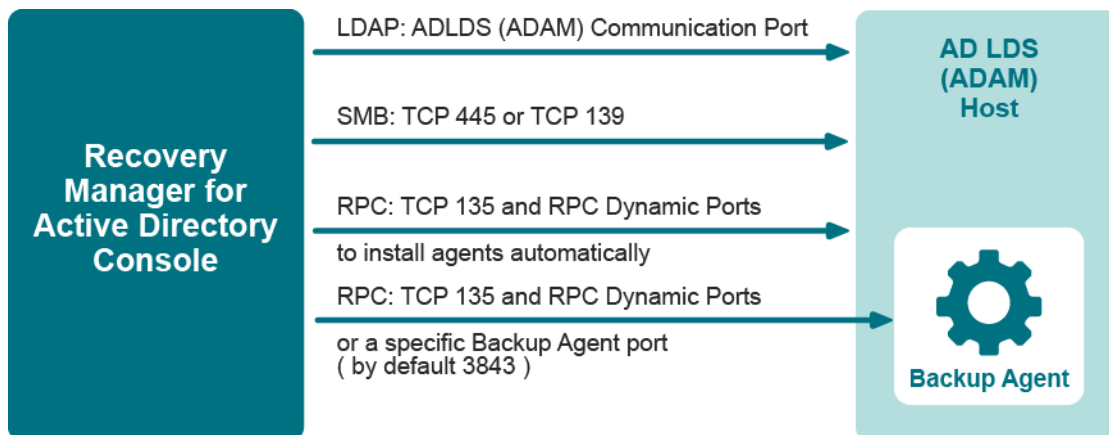 Recovery
Manager for
Active Directory
Console
LDAP: ADLDS (ADAM) Communication Port
SMB: TCP 445 or TCP 139
RPC: TCP 135 and RPC Dynamic Ports
to install agents automatically
RPC: TCP 135 and RPC Dynamic Ports
or a specific Backup Agent port
( by default 3843 )
AD LDS
(ADAM)
Host
Backup Agent